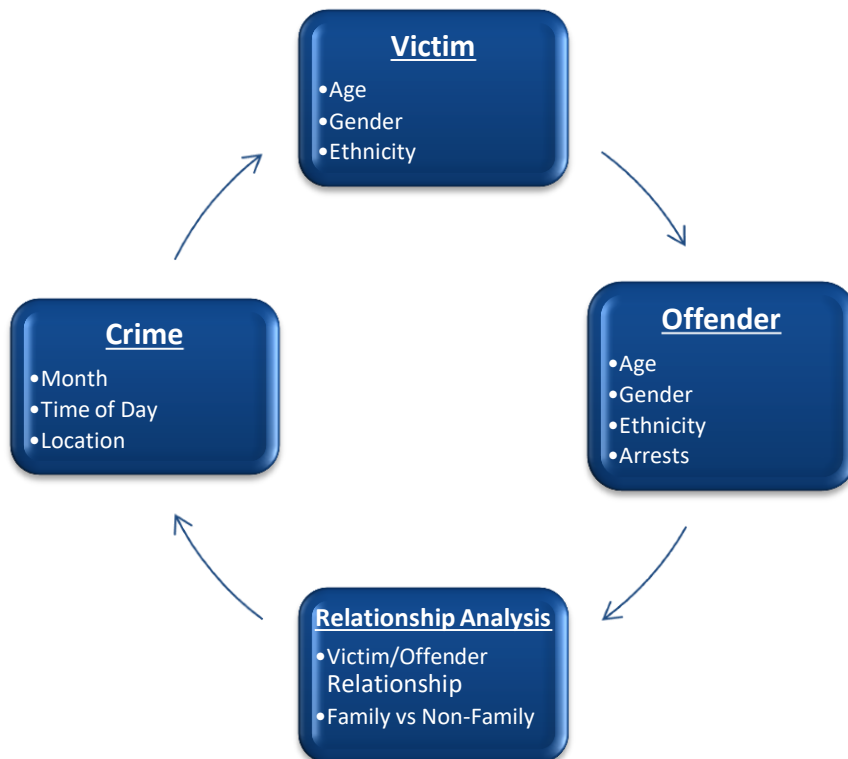 Victim
•Age
•Gender
•Ethnicity
Offender
•Age
•Gender
•Ethnicity
•Arrests
Relationship Analysis
•Victim/Offender
Relationship
•Family vs Non-Family
Crime
•Month
•Time of Day
•Location